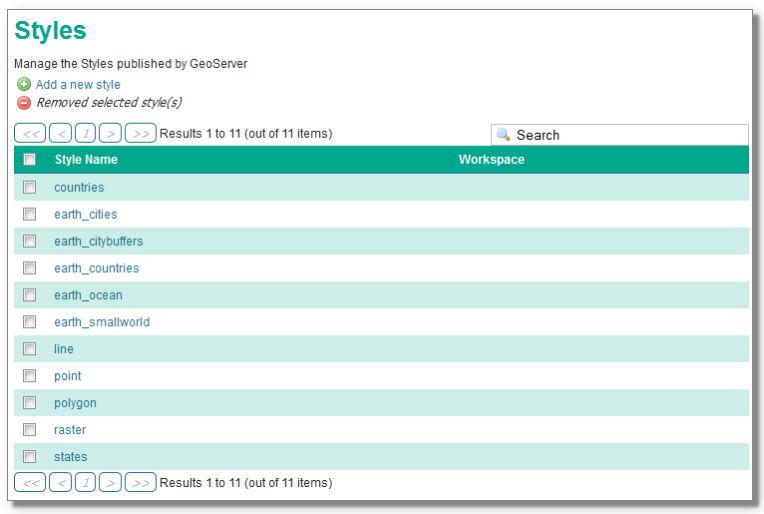 Styles
Manage the Styles published by GeoServer
Add a new style
Removed selected style(s)
<< < 1 > >> Results 1 to 11 (out of 11 items) Search
Style Name Workspace
countries
earth_cities
earth_citybuffers
earth_countries
earth_ocean
earth_smallworld
line
point
polygon
raster
states
<< < 1 > >> Results 1 to 11 (out of 11 items)